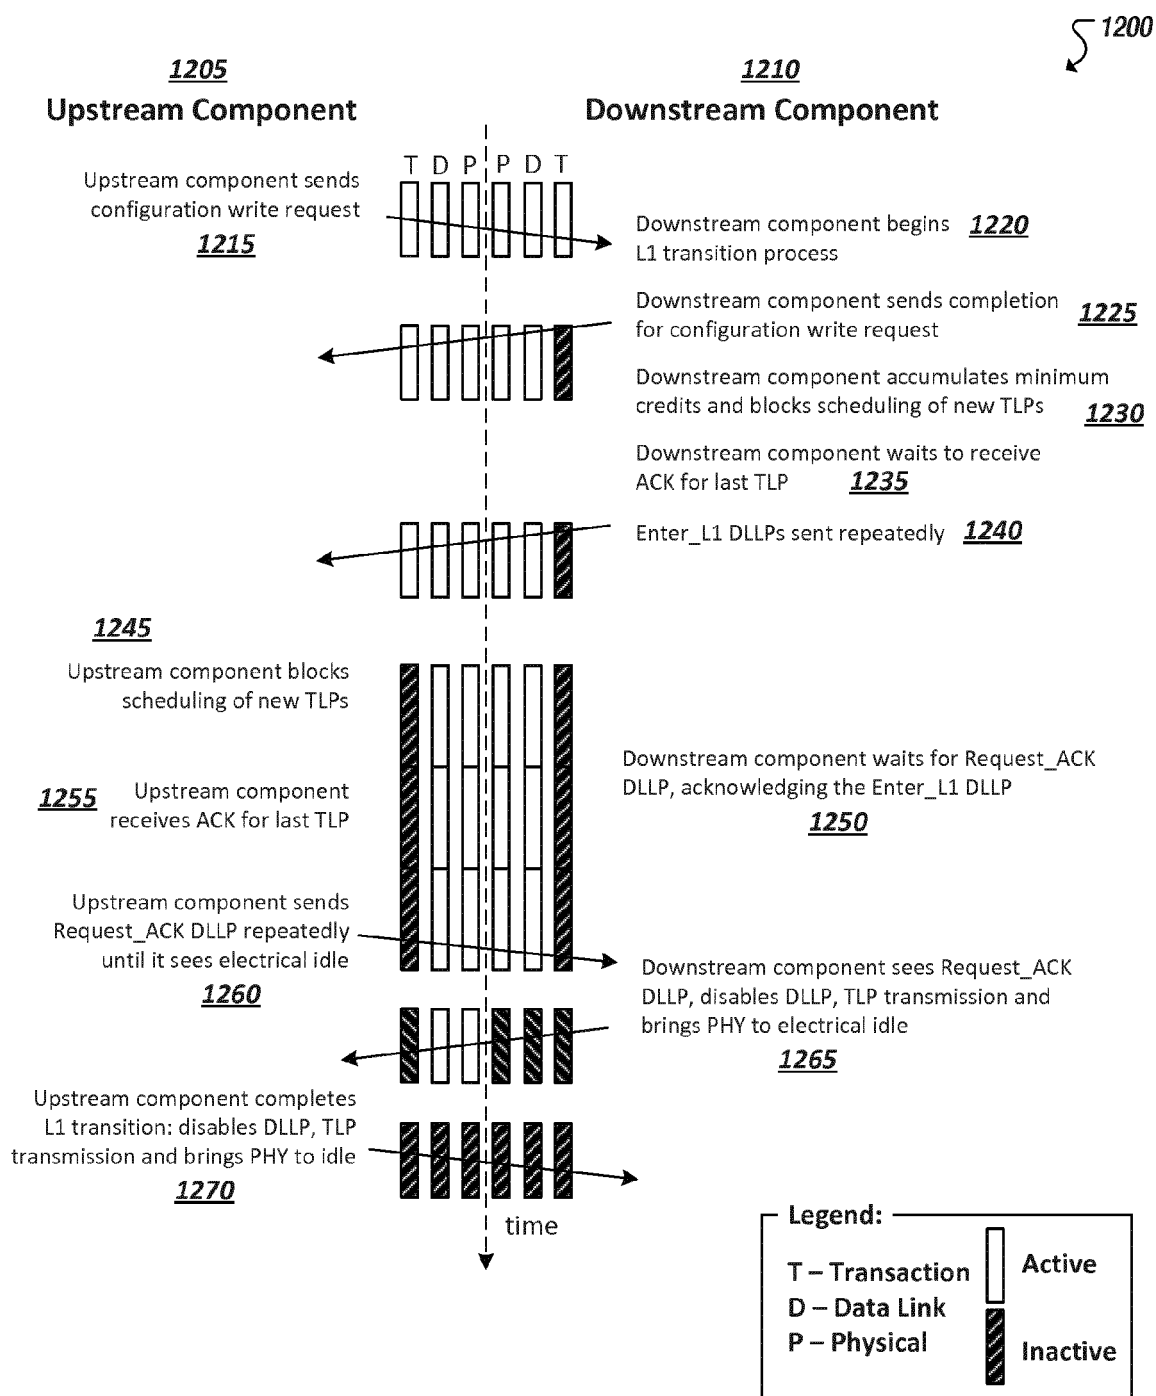 1200
1205
Upstream Component
1210
Downstream Component
T D P P D T
Upstream component sends
configuration write request
1215
Downstream component begins 1220
L1 transition process
Downstream component sends completion
for configuration write request 1225
Downstream component accumulates minimum
credits and blocks scheduling of new TLPs 1230
Downstream component waits to receive
ACK for last TLP 1235
Enter_L1 DLLPs sent repeatedly 1240
1245
Upstream component blocks
scheduling of new TLPs
Downstream component waits for Request_ACK
DLLP, acknowledging the Enter_L1 DLLP
1250
1255 Upstream component
receives ACK for last TLP
Upstream component sends
Request_ACK DLLP repeatedly
until it sees electrical idle
1260
Downstream component sees Request_ACK
DLLP, disables DLLP, TLP transmission and
brings PHY to electrical idle
1265
Upstream component completes
L1 transition: disables DLLP, TLP
transmission and brings PHY to idle
1270
time
Legend:
T – Transaction
D – Data Link
P – Physical
Active
Inactive